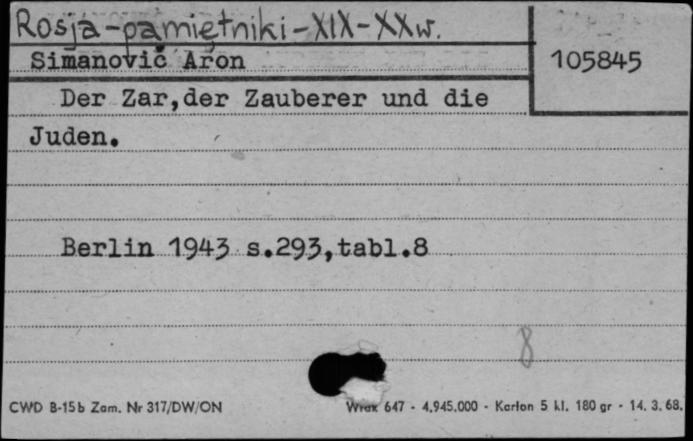 Rosja-pamiętniki-XIX-XXw.
Simanovič Aron
105845
Der Zar,der Zauberer und die
Juden.
Berlin 1943 s.293,tabl.8
8
CWD B-15b Zam. Nr 317/DW/ON
647 - 4.945.000 - Karton 5 kl. 180 gr - 14. 3. 68.